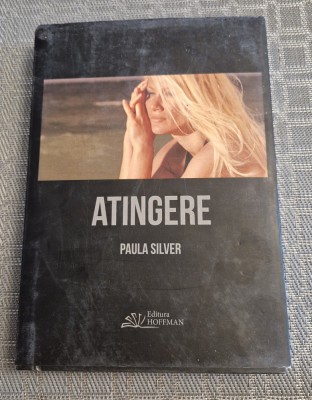 ATINGERE
PAULA SILVER
Editura
HOFFMAN